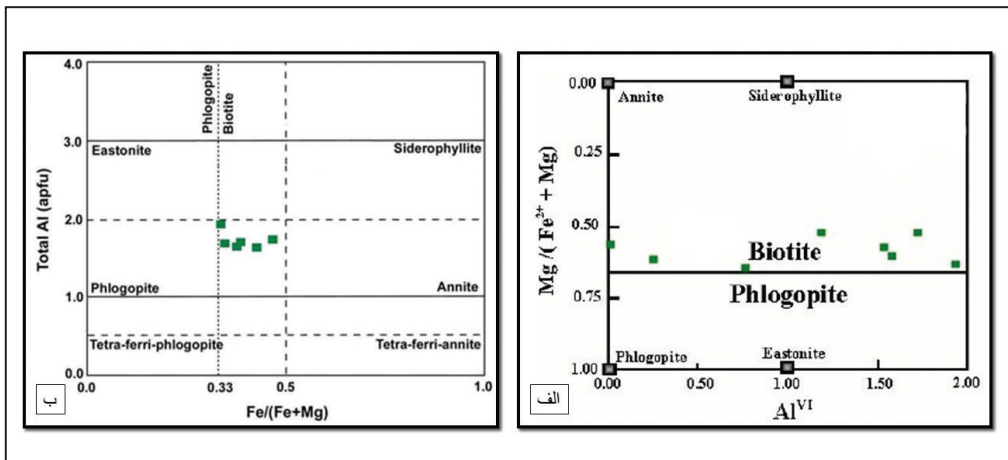 Total Al (apfu)
4.0
3.0
2.0
1.0
0.0
Phlogopite
Biotite
Eastonite
Siderophyllite
Phlogopite
Annite
Tetra-ferri-phlogopite
Tetra-ferri-annite
0.0
0.33
0.5
1.0
Fe/(Fe+Mg)
ب
Mg /( Fe²⁺ + Mg)
0.00
0.25
0.50
0.75
1.00
Annite
Siderophyllite
Biotite
Phlogopite
Phlogopite
Eastonite
0.00
0.50
1.00
1.50
2.00
Al^VI
الف